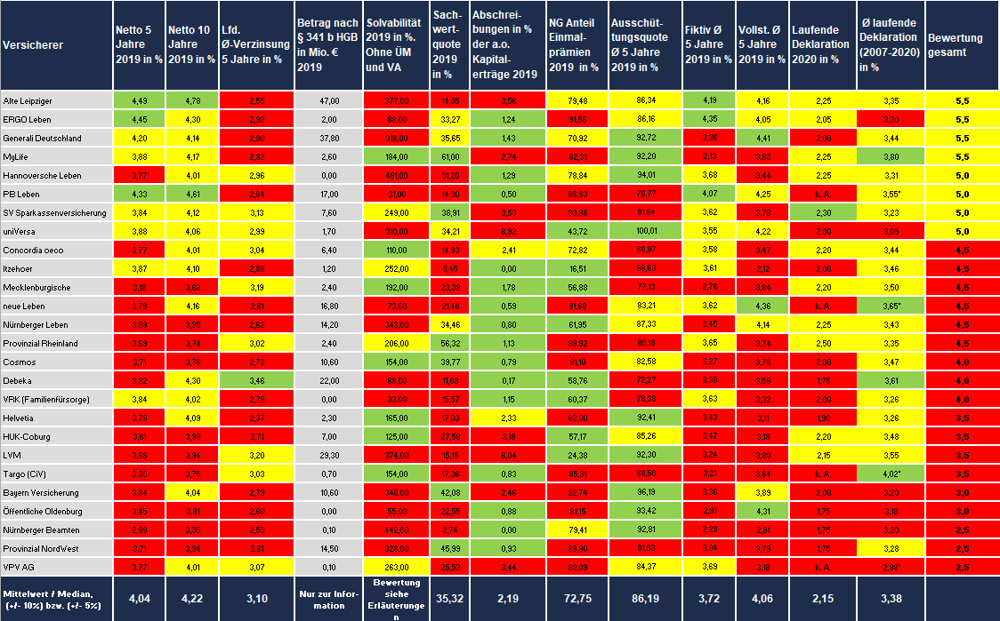 Versicherer
Netto 5
Jahre
2019 in %
Netto 10
Jahre
2019 in %
Lfd.
Ø-Verzinsung
5 Jahre in %
Betrag nach
§ 341 b HGB
in Mio. €
2019
Solvabilität
2019 in %.
Ohne ÜM
und VA
Sach-
wert-
quote
2019
in %
Abschrei-
bungen in %
der a.o.
Kapital-
erträge 2019
NG Anteil
Einmal-
prämien
2019 in %
Ausschüt-
tungsquote
Ø 5 Jahre
2019 in %
Fiktiv Ø
5 Jahre
2019 in %
Vollst. Ø
5 Jahre
2019 in %
Laufende
Deklaration
2020 in %
Ø laufende
Deklaration
(2007-2020)
in %
Bewertung
gesamt
Alte Leipziger 4,49 4,78 2,55 47,00 377,00 14,05 3,56 79,48 86,34 4,19 4,16 2,25 3,35 5,5
ERGO Leben 4,45 4,30 2,92 2,00 98,00 33,27 1,24 91,56 86,16 4,35 4,05 2,05 3,20 5,5
Generali Deutschland 4,20 4,14 2,90 37,80 316,00 35,65 1,43 70,92 92,72 3,36 4,41 2,00 3,44 5,5
MyLife 3,88 4,17 2,82 2,60 184,00 61,00 2,74 82,31 92,20 2,13 3,62 2,25 3,80 5,5
Hannoversche Leben 3,77 4,01 2,96 0,00 431,00 31,20 1,29 78,84 94,01 3,68 3,44 2,25 3,31 5,0
PB Leben 4,33 4,61 2,84 17,00 31,00 14,00 0,50 89,63 79,77 4,07 4,25 k. A. 3,55* 5,0
SV Sparkassenversicherung 3,84 4,12 3,13 7,60 249,00 38,91 3,53 90,86 81,64 3,62 3,78 2,30 3,23 5,0
uniVersa 3,88 4,06 2,99 1,70 310,00 34,21 6,92 43,72 100,01 3,55 4,22 2,00 3,05 5,0
Concordia oeco 3,77 4,01 3,04 6,40 110,00 14,93 2,41 72,82 69,97 3,58 3,47 2,00 3,44 4,5
Itzehoer 3,87 4,10 2,88 1,20 252,00 5,45 0,00 16,51 69,63 3,61 2,12 2,00 3,46 4,5
Mecklenburgische 3,18 3,62 3,19 2,40 192,00 23,39 1,78 56,88 77,13 2,76 3,64 2,20 3,50 4,5
neue Leben 3,78 4,16 2,61 16,80 73,00 21,48 0,59 91,68 83,21 3,62 4,36 k. A. 3,65* 4,5
Nürnberger Leben 3,59 3,95 2,62 14,20 343,00 34,46 0,80 61,95 87,33 3,45 4,14 2,25 3,43 4,5
Provinzial Rheinland 3,69 3,74 3,02 2,40 206,00 56,32 1,13 89,92 80,18 3,65 3,74 2,50 3,35 4,5
Cosmos 3,71 3,73 2,72 10,60 154,00 39,77 0,79 91,10 82,58 3,27 3,76 2,00 3,47 4,0
Debeka 3,82 4,30 3,46 22,00 68,00 11,68 0,17 58,76 72,27 3,38 3,56 1,75 3,61 4,0
VRK (Familienfürsorge) 3,84 4,02 2,78 0,00 33,00 15,57 1,15 60,37 78,38 3,63 3,32 2,00 3,26 4,0
Helvetia 3,79 4,09 2,37 2,30 165,00 17,03 2,33 83,00 92,41 3,43 3,11 1,90 3,26 3,5
HUK-Coburg 3,61 3,99 2,71 7,00 125,00 27,59 3,18 57,17 85,26 3,47 3,18 2,20 3,48 3,5
LVM 3,66 3,94 3,20 29,30 374,00 15,15 6,04 24,38 92,30 3,24 3,80 2,15 3,55 3,5
Targo (CiV) 3,30 3,75 3,03 0,70 154,00 17,06 0,83 85,31 68,50 3,21 3,64 k. A. 4,02* 3,5
Bayern Versicherung 3,64 4,04 2,79 10,60 340,00 42,08 2,46 92,74 96,19 3,36 3,89 2,00 3,20 3,0
Öffentliche Oldenburg 3,45 3,31 2,60 0,00 55,00 22,55 0,88 81,15 93,42 2,91 4,31 1,75 3,18 3,0
Nürnberger Beamten 2,99 3,35 2,53 0,10 442,00 2,74 0,00 79,41 92,81 2,29 2,91 1,75 3,20 2,5
Provinzial NordWest 3,71 3,94 2,61 14,50 328,00 45,99 0,93 88,90 81,53 3,04 3,79 1,75 3,28 2,5
VPV AG 3,77 4,01 3,07 0,10 263,00 25,53 3,44 80,09 84,37 3,69 3,18 k. A. 2,98* 2,5
Mittelwert / Median,
(+/- 10%) bzw. (+/- 5%)
4,04 4,22 3,10
Nur zur Infor-
mation
Bewertung
siehe
Erläuterunge
n
35,32 2,19 72,75 86,19 3,72 4,06 2,15 3,38